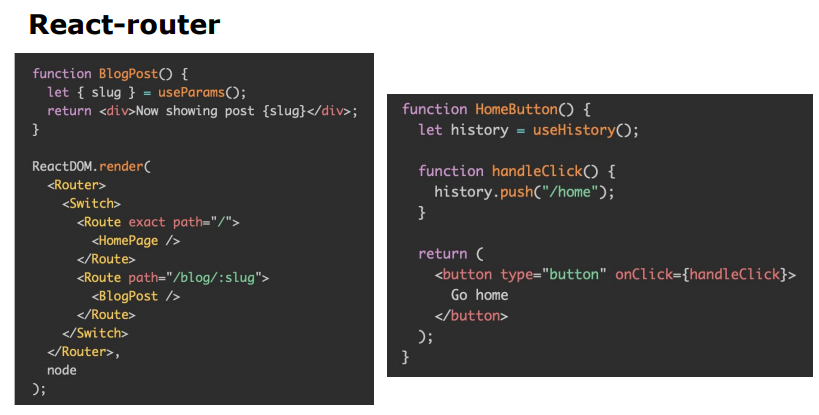 React-router
function BlogPost() {
let { slug } = useParams();
return <div>Now showing post {slug}</div>;
}
ReactDOM.render(
<Router>
<Switch>
<Route exact path="/">
<HomePage />
</Route>
<Route path="/blog/:slug">
<BlogPost />
</Route>
</Switch>
</Router>,
node
);
function HomeButton() {
let history = useHistory();
function handleClick() {
history.push("/home");
}
return (
<button type="button" onClick={handleClick}>
Go home
</button>
);
}